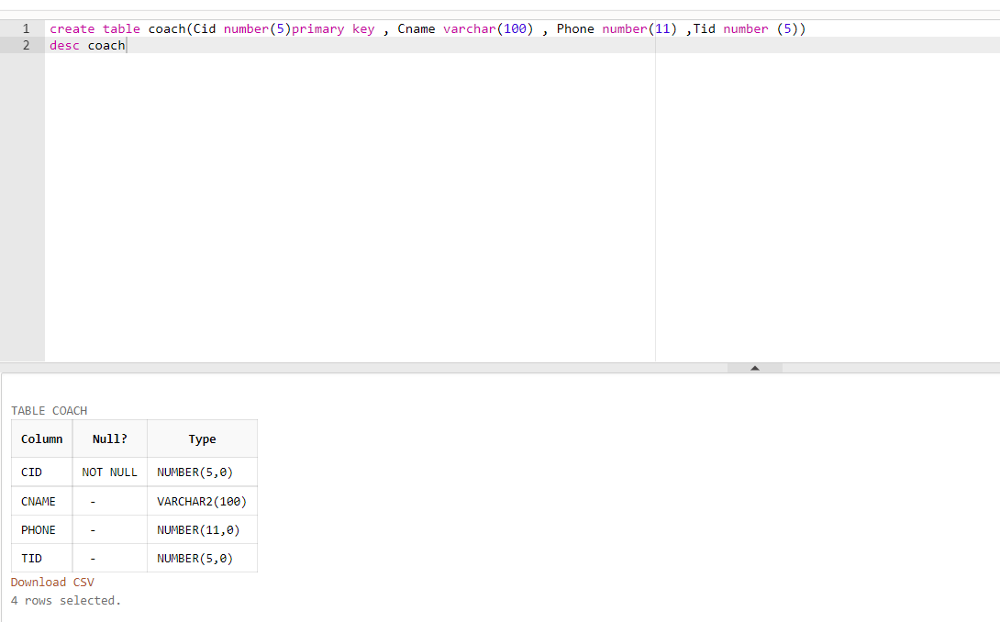 1 create table coach(Cid number(5)primary key , Cname varchar(100) , Phone number(11) ,Tid number (5))
2 desc coach
TABLE COACH
Column Null? Type
CID NOT NULL NUMBER(5,0)
CNAME - VARCHAR2(100)
PHONE - NUMBER(11,0)
TID - NUMBER(5,0)
Download CSV
4 rows selected.